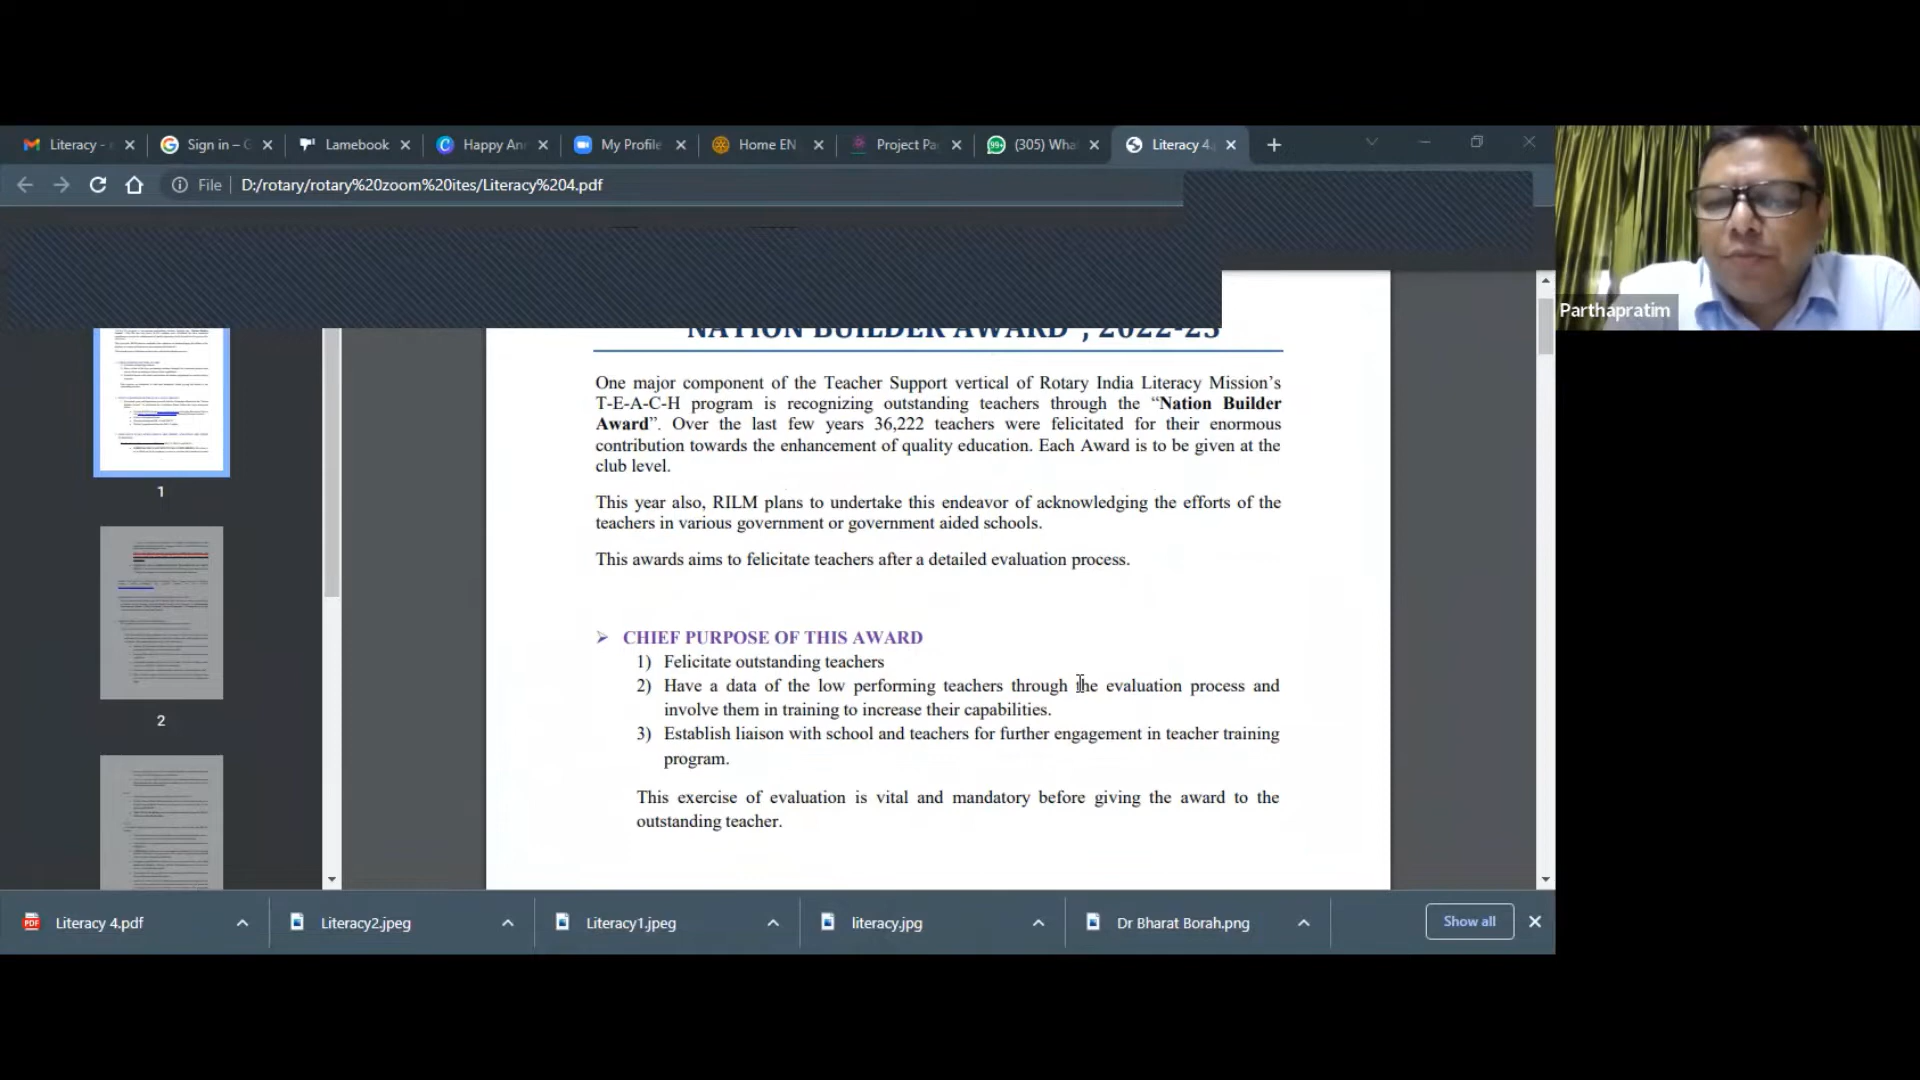 Literacy -
Sign in – G
Lamebook
Happy Ann
My Profile
Home EN
Project Pa
(305) Wha
Literacy 4.
File
D:/rotary/rotary%20zoom%20ites/Literacy%204.pdf
Parthapratim
NATION BUILDER AWARD", 2022-23
One major component of the Teacher Support vertical of Rotary India Literacy Mission's
T-E-A-C-H program is recognizing outstanding teachers through the “Nation Builder
Award”. Over the last few years 36,222 teachers were felicitated for their enormous
contribution towards the enhancement of quality education. Each Award is to be given at the
club level.
This year also, RILM plans to undertake this endeavor of acknowledging the efforts of the
teachers in various government or government aided schools.
This awards aims to felicitate teachers after a detailed evaluation process.
➢ CHIEF PURPOSE OF THIS AWARD
1) Felicitate outstanding teachers
2) Have a data of the low performing teachers through the evaluation process and
involve them in training to increase their capabilities.
3) Establish liaison with school and teachers for further engagement in teacher training
program.
This exercise of evaluation is vital and mandatory before giving the award to the
outstanding teacher.
1
2
Literacy 4.pdf
Literacy2.jpeg
Literacy1.jpeg
literacy.jpg
Dr Bharat Borah.png
Show all